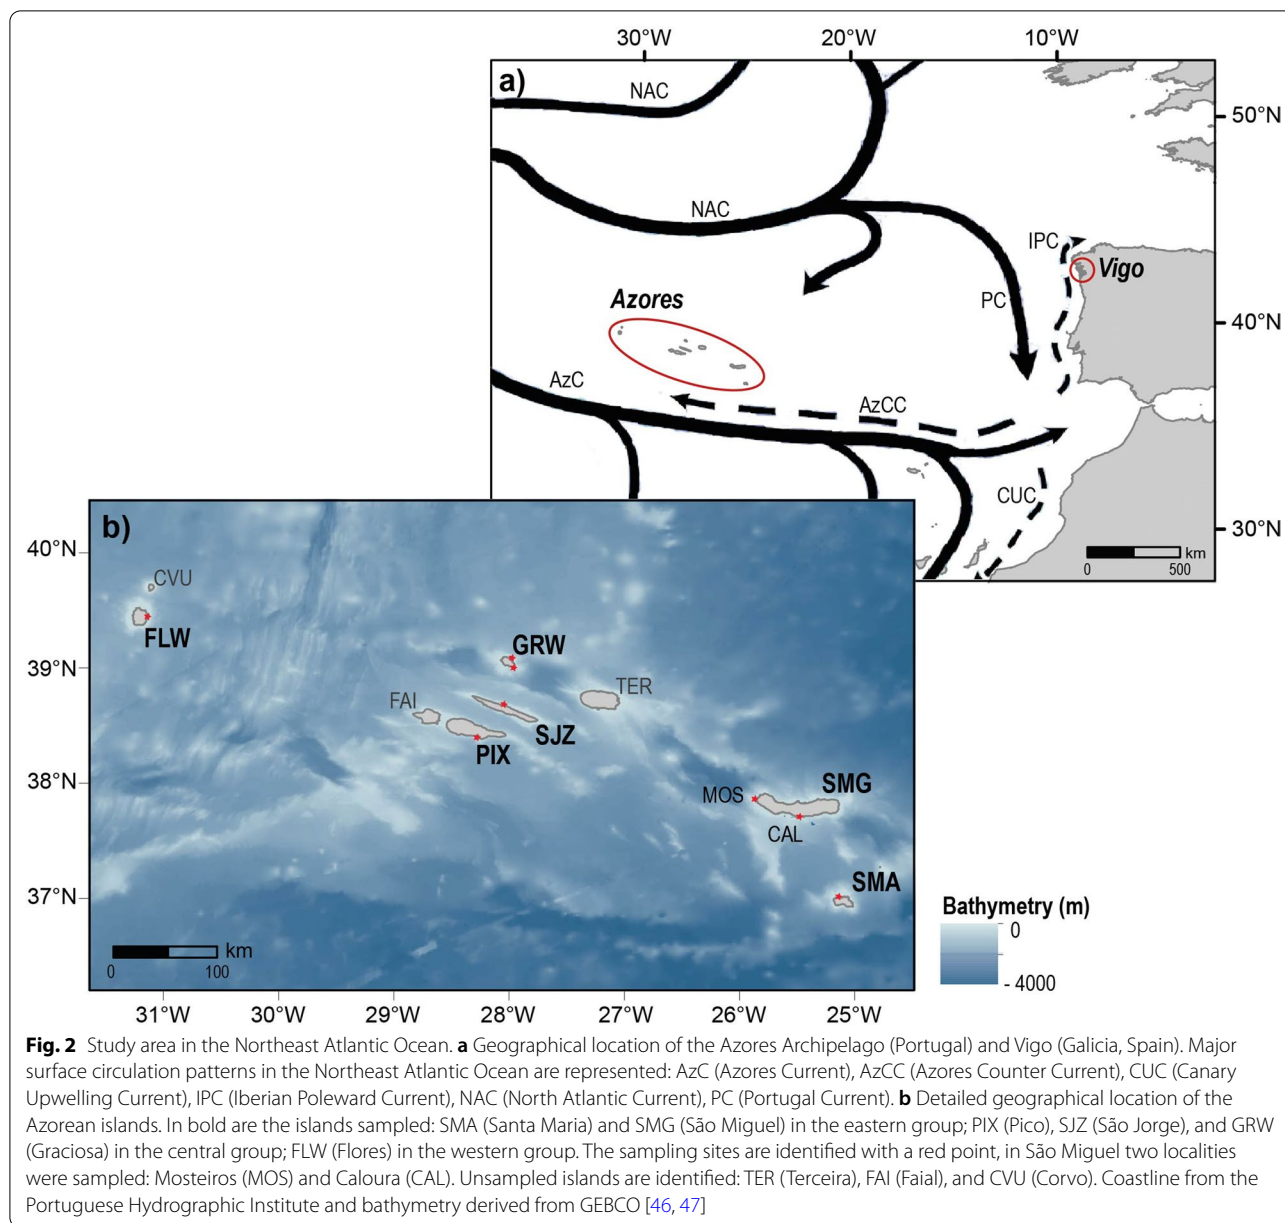 30°W 20°W 10°W
a)
NAC
50°N
NAC
IPC
Vigo
PC
Azores
40°N
AzC
AzCC
CUC
30°N
km
0 500
b)
40°N
CVU
FLW
GRW
39°N
TER
FAI
SJZ
PIX
38°N
MOS
SMG
CAL
SMA
37°N
km
0 100
Bathymetry (m)
0
- 4000
31°W 30°W 29°W 28°W 27°W 26°W 25°W
Fig. 2 Study area in the Northeast Atlantic Ocean. a Geographical location of the Azores Archipelago (Portugal) and Vigo (Galicia, Spain). Major
surface circulation patterns in the Northeast Atlantic Ocean are represented: AzC (Azores Current), AzCC (Azores Counter Current), CUC (Canary
Upwelling Current), IPC (Iberian Poleward Current), NAC (North Atlantic Current), PC (Portugal Current). b Detailed geographical location of the
Azorean islands. In bold are the islands sampled: SMA (Santa Maria) and SMG (São Miguel) in the eastern group; PIX (Pico), SJZ (São Jorge), and GRW
(Graciosa) in the central group; FLW (Flores) in the western group. The sampling sites are identified with a red point, in São Miguel two localities
were sampled: Mosteiros (MOS) and Caloura (CAL). Unsampled islands are identified: TER (Terceira), FAI (Faial), and CVU (Corvo). Coastline from the
Portuguese Hydrographic Institute and bathymetry derived from GEBCO [46, 47]